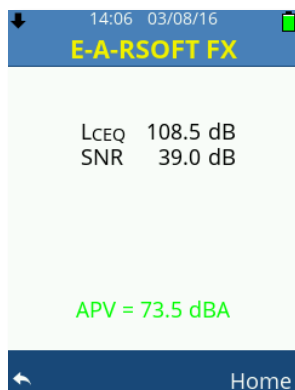 14:06 03/08/16
E-A-RSOFT FX
LCEQ 108.5 dB
SNR 39.0 dB
APV = 73.5 dBA
Home